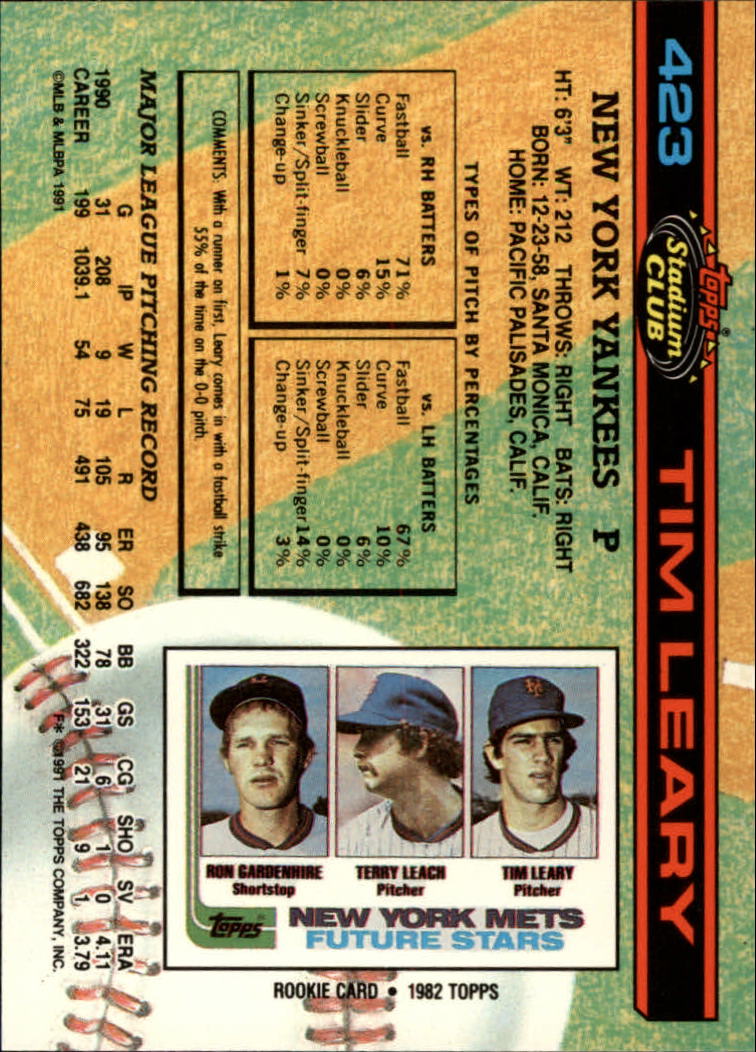 423
topps®
Stadium
CLUB
TIM LEARY
NEW YORK YANKEES P
HT: 6'3" WT: 212 THROWS: RIGHT BATS: RIGHT
BORN: 12-23-58, SANTA MONICA, CALIF.
HOME: PACIFIC PALISADES, CALIF.
TYPES OF PITCH BY PERCENTAGES
vs. RH BATTERS
Fastball 71%
Curve 15%
Slider 6%
Knuckleball 0%
Screwball 0%
Sinker/Split-finger 7%
Change-up 1%
vs. LH BATTERS
Fastball 67%
Curve 10%
Slider 6%
Knuckleball 0%
Screwball 0%
Sinker/Split-finger 14%
Change-up 3%
COMMENTS: With a runner on first, Leary comes in with a fastball strike
55% of the time on the 0-0 pitch.
RON GARDENHIRE
Shortstop
TERRY LEACH
Pitcher
TIM LEARY
Pitcher
topps®
NEW YORK METS
FUTURE STARS
ROOKIE CARD • 1982 TOPPS
MAJOR LEAGUE PITCHING RECORD
G IP W L R ER SO BB GS CG SHO SV ERA
1990 31 208 9 19 105 95 138 78 31 6 1 0 4.11
CAREER 199 1039.1 54 75 491 438 682 322 153 21 9 1 3.79
©MLB & MLBPA 1991 F* ©1991 THE TOPPS COMPANY, INC.